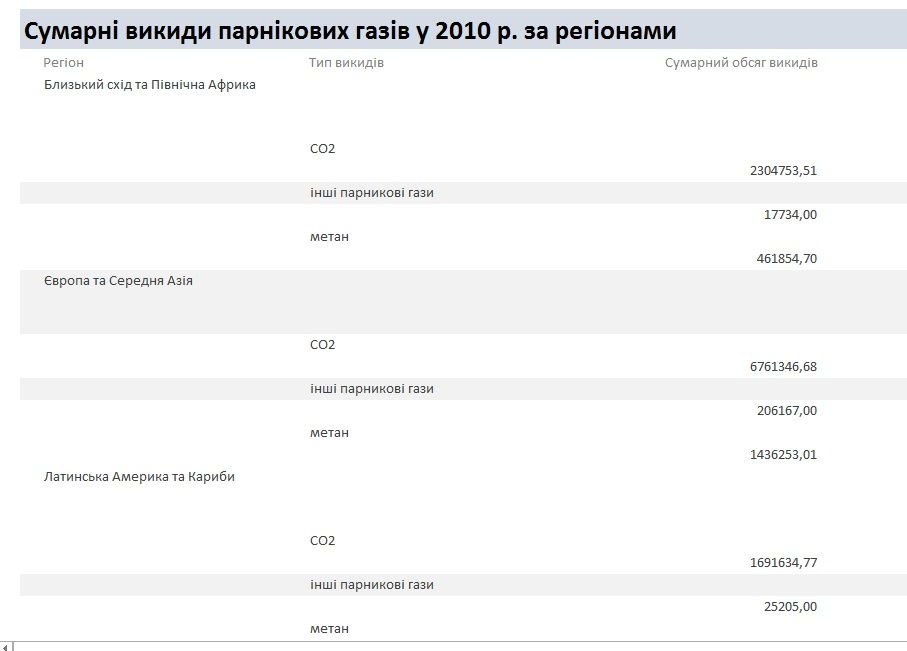 Сумарні викиди парнікових газів у 2010 р. за регіонами
Регіон Тип викидів Сумарний обсяг викидів
Близький схід та Північна Африка
CO2
2304753,51
інші парникові гази
17734,00
метан
461854,70
Європа та Середня Азія
CO2
6761346,68
інші парникові гази
206167,00
метан
1436253,01
Латинська Америка та Кариби
CO2
1691634,77
інші парникові гази
25205,00
метан